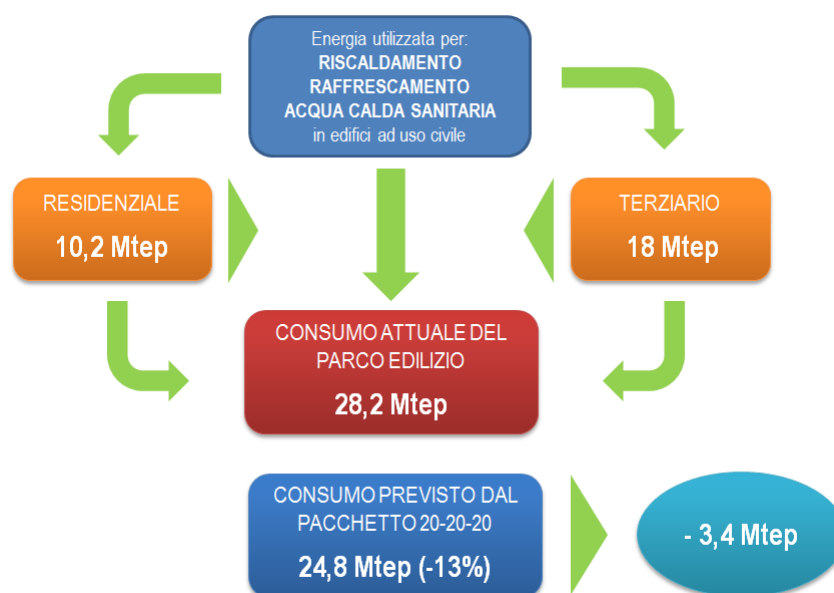 Energia utilizzata per:
RISCALDAMENTO
RAFFRESCAMENTO
ACQUA CALDA SANITARIA
in edifici ad uso civile
RESIDENZIALE
10,2 Mtep
TERZIARIO
18 Mtep
CONSUMO ATTUALE DEL
PARCO EDILIZIO
28,2 Mtep
CONSUMO PREVISTO DAL
PACCHETTO 20-20-20
24,8 Mtep (-13%)
- 3,4 Mtep